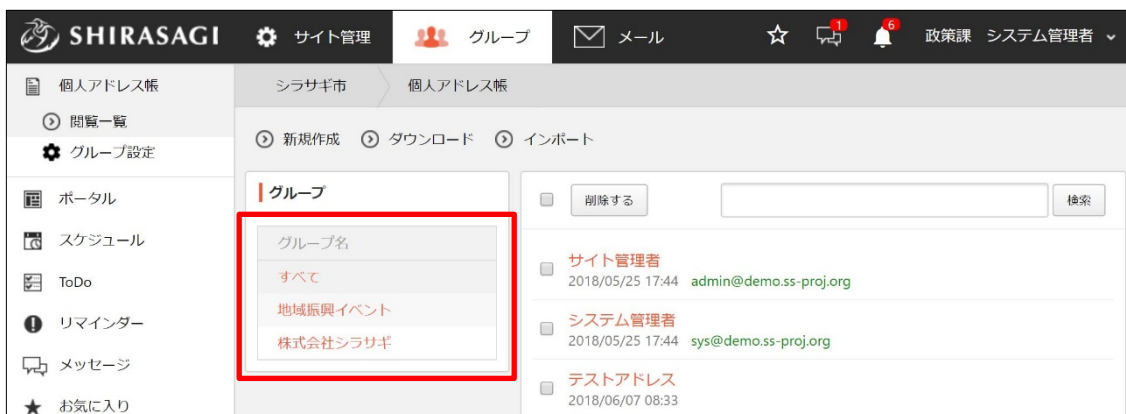 SHIRASAGI サイト管理 グループ メール 1 6 政策課 システム管理者
個人アドレス帳
閲覧一覧
グループ設定
ポータル
スケジュール
ToDo
リマインダー
メッセージ
お気に入り
シラサギ市 個人アドレス帳
新規作成 ダウンロード インポート
グループ
グループ名
すべて
地域振興イベント
株式会社シラサギ
削除する 検索
サイト管理者
2018/05/25 17:44 admin@demo.ss-proj.org
システム管理者
2018/05/25 17:44 sys@demo.ss-proj.org
テストアドレス
2018/06/07 08:33